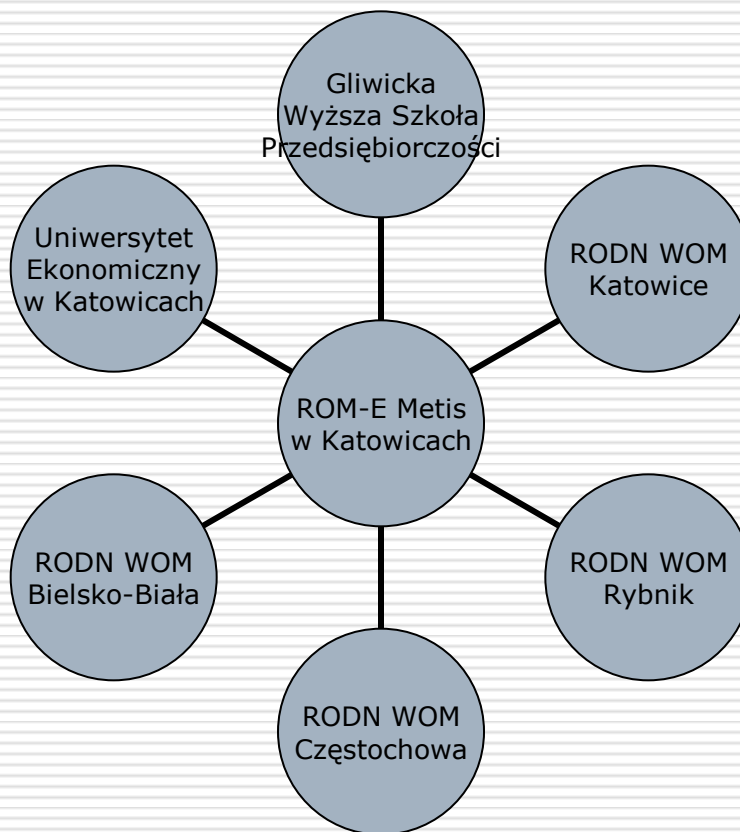 Gliwicka
Wyższa Szkoła
Przedsiębiorczości
Uniwersytet
Ekonomiczny
w Katowicach
RODN WOM
Katowice
ROM-E Metis
w Katowicach
RODN WOM
Bielsko-Biała
RODN WOM
Rybnik
RODN WOM
Częstochowa